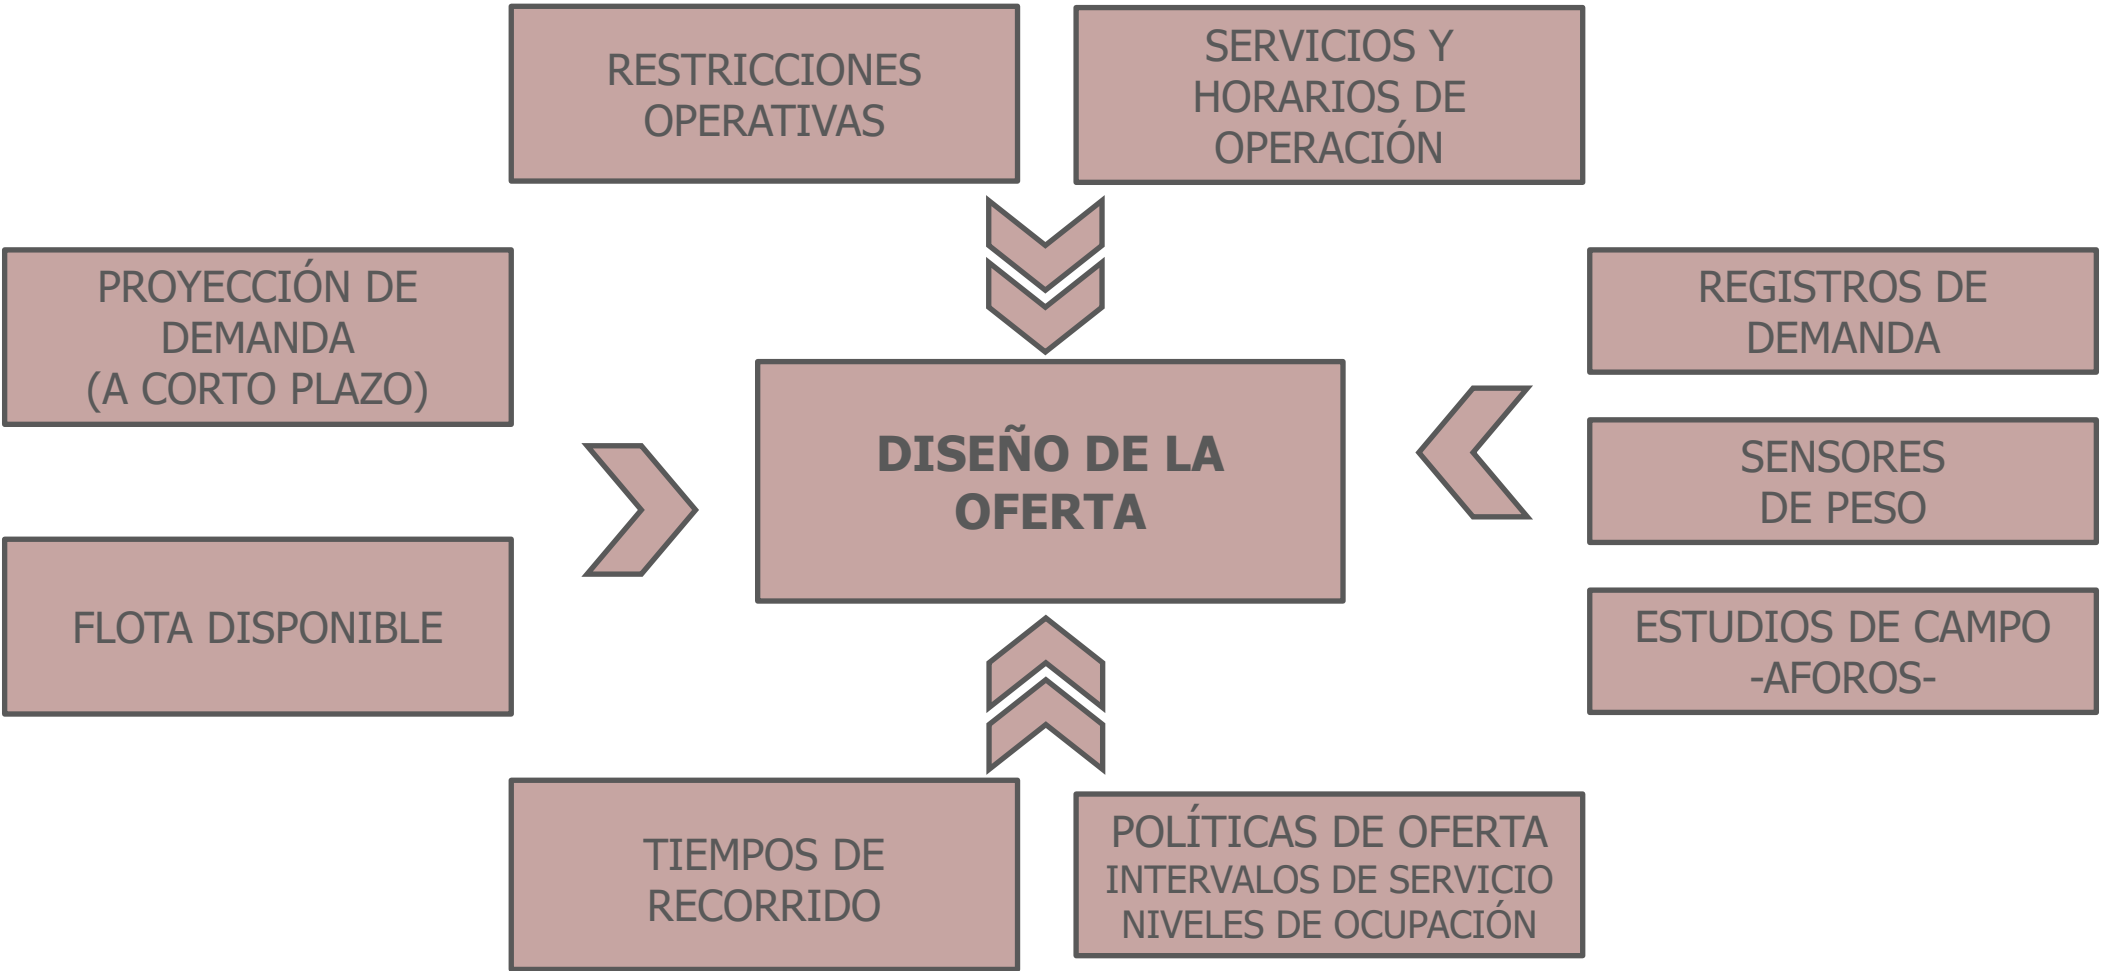 RESTRICCIONES
OPERATIVAS
SERVICIOS Y
HORARIOS DE
OPERACIÓN
PROYECCIÓN DE
DEMANDA
(A CORTO PLAZO)
REGISTROS DE
DEMANDA
DISEÑO DE LA
OFERTA
SENSORES
DE PESO
FLOTA DISPONIBLE
ESTUDIOS DE CAMPO
-AFOROS-
TIEMPOS DE
RECORRIDO
POLÍTICAS DE OFERTA
INTERVALOS DE SERVICIO
NIVELES DE OCUPACIÓN